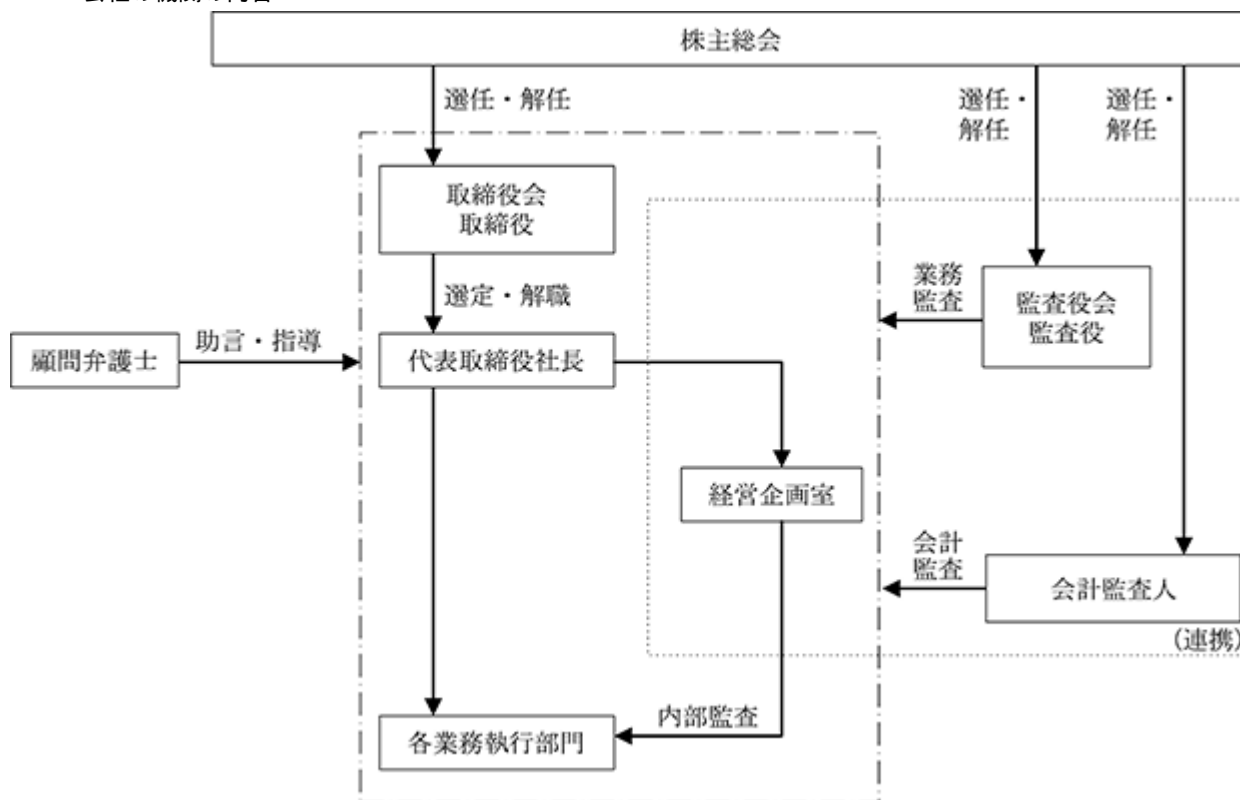 株主総会
選任・解任
選任・
解任
選任・
解任
取締役会
取締役
選定・解職
業務
監査
監査役会
監査役
顧問弁護士
助言・指導
代表取締役社長
経営企画室
会計
監査
会計監査人
(連携)
内部監査
各業務執行部門